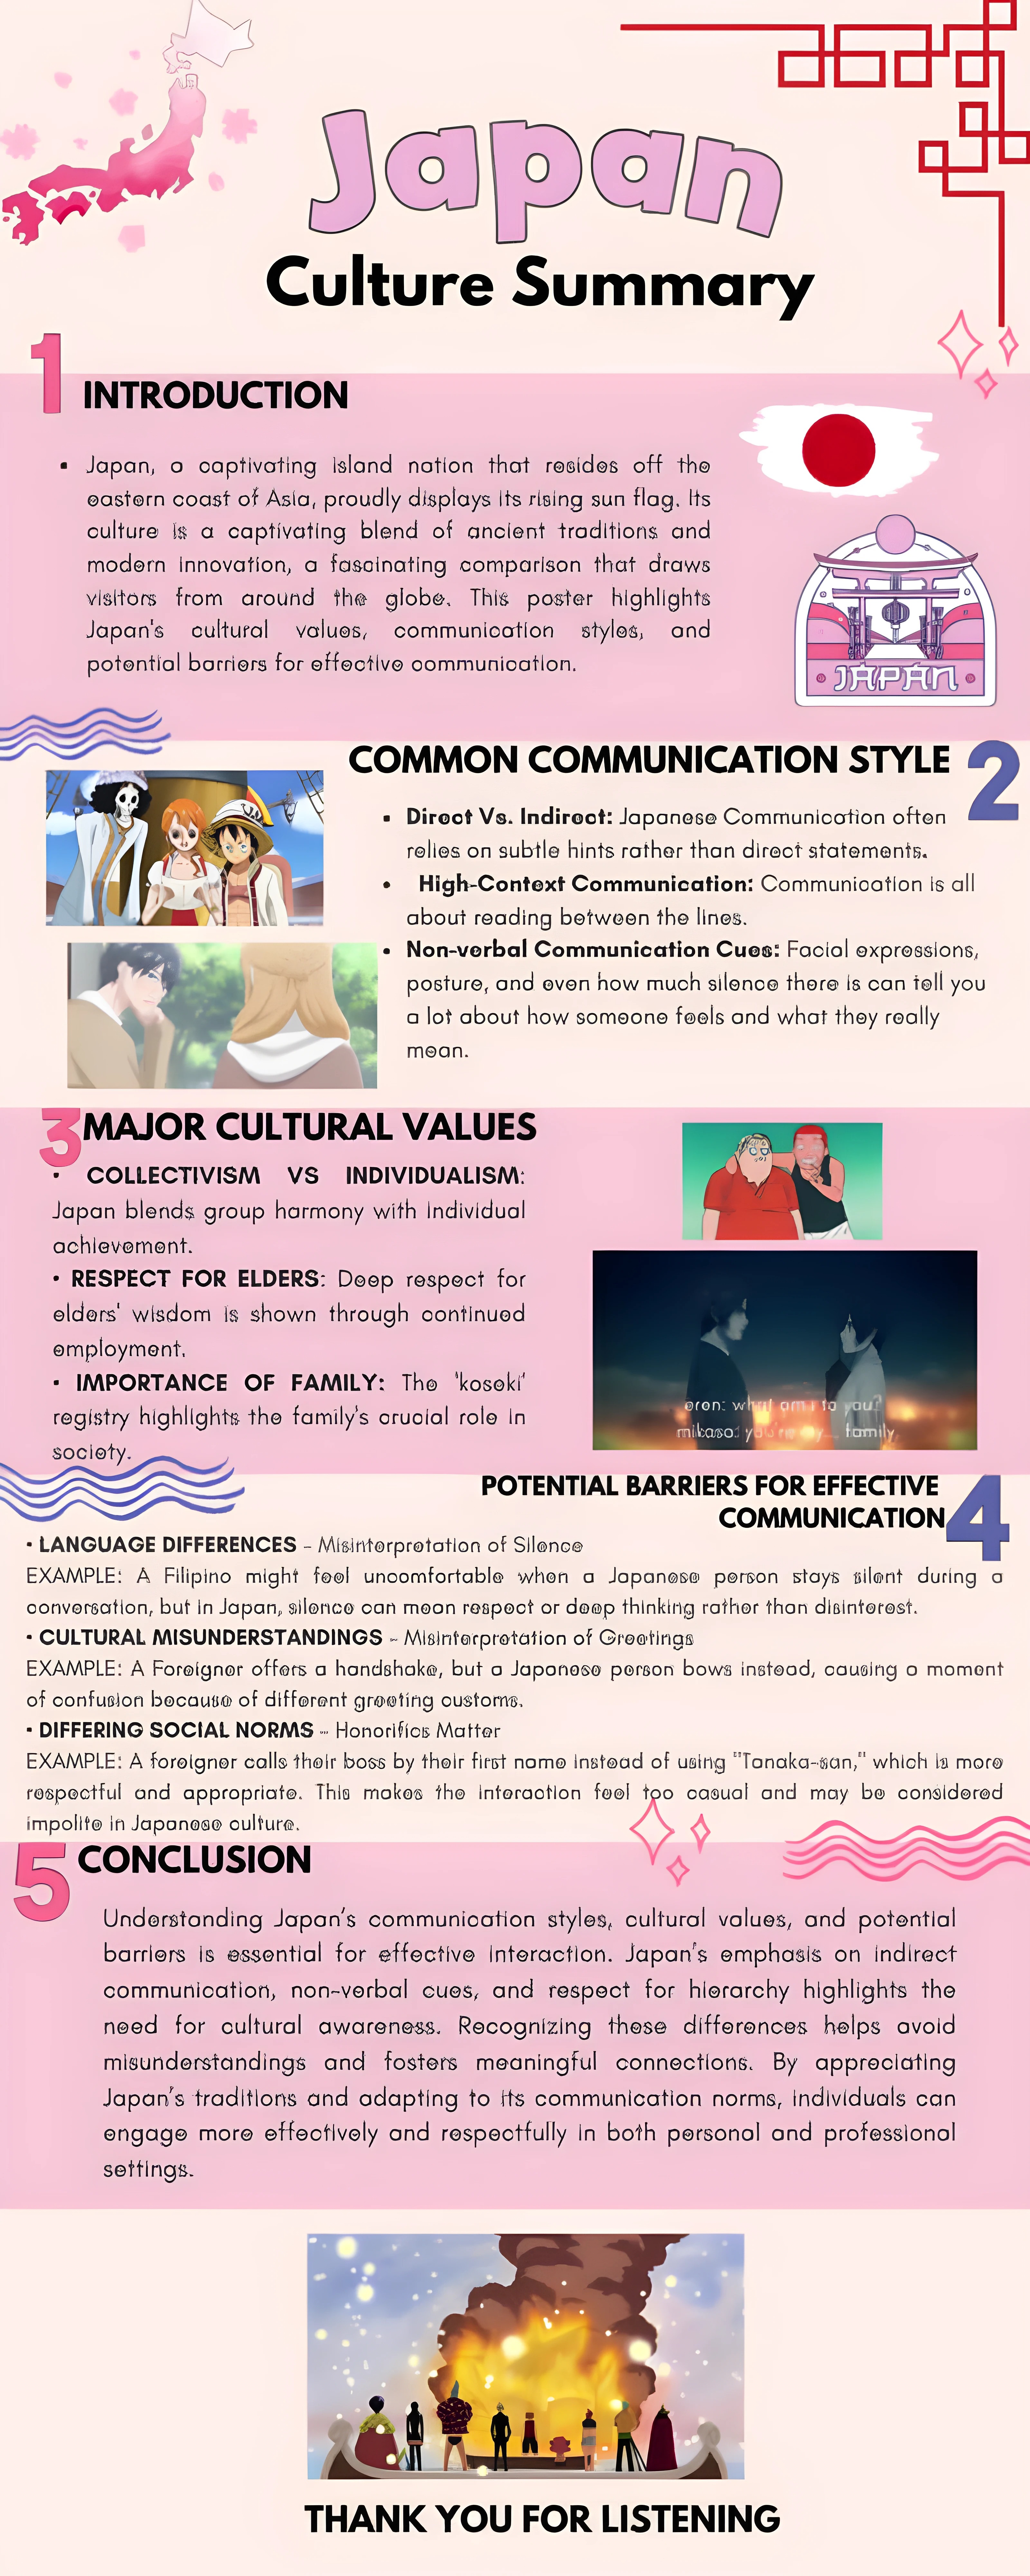 Japan
Culture Summary
1
INTRODUCTION
• Japan, a captivating island nation that resides off the
eastern coast of Asia, proudly displays its rising sun flag. Its
culture is a captivating blend of ancient traditions and
modern innovation, a fascinating comparison that draws
visitors from around the globe. This poster highlights
Japan's cultural values, communication styles, and
potential barriers for effective communication.
JAPAN
COMMON COMMUNICATION STYLE
2
• Direct Vs. Indirect: Japanese Communication often
relies on subtle hints rather than direct statements.
• High-Context Communication: Communication is all
about reading between the lines.
• Non-verbal Communication Cues: Facial expressions,
posture, and even how much silence there is can tell you
a lot about how someone feels and what they really
mean.
3
MAJOR CULTURAL VALUES
• COLLECTIVISM VS INDIVIDUALISM:
Japan blends group harmony with individual
achievement.
• RESPECT FOR ELDERS: Deep respect for
elders' wisdom is shown through continued
employment.
• IMPORTANCE OF FAMILY: The 'koseki'
registry highlights the family's crucial role in
society.
eren: what am i to you?
mikasa: you're my... family
POTENTIAL BARRIERS FOR EFFECTIVE
COMMUNICATION
4
• LANGUAGE DIFFERENCES – Misinterpretation of Silence
EXAMPLE: A Filipino might feel uncomfortable when a Japanese person stays silent during a
conversation, but in Japan, silence can mean respect or deep thinking rather than disinterest.
• CULTURAL MISUNDERSTANDINGS – Misinterpretation of Greetings
EXAMPLE: A Foreigner offers a handshake, but a Japanese person bows instead, causing a moment
of confusion because of different greeting customs.
• DIFFERING SOCIAL NORMS – Honorifics Matter
EXAMPLE: A foreigner calls their boss by their first name instead of using "Tanaka-san," which is more
respectful and appropriate. This makes the interaction feel too casual and may be considered
impolite in Japanese culture.
5
CONCLUSION
Understanding Japan's communication styles, cultural values, and potential
barriers is essential for effective interaction. Japan's emphasis on indirect
communication, non-verbal cues, and respect for hierarchy highlights the
need for cultural awareness. Recognizing these differences helps avoid
misunderstandings and fosters meaningful connections. By appreciating
Japan's traditions and adapting to its communication norms, individuals can
engage more effectively and respectfully in both personal and professional
settings.
THANK YOU FOR LISTENING